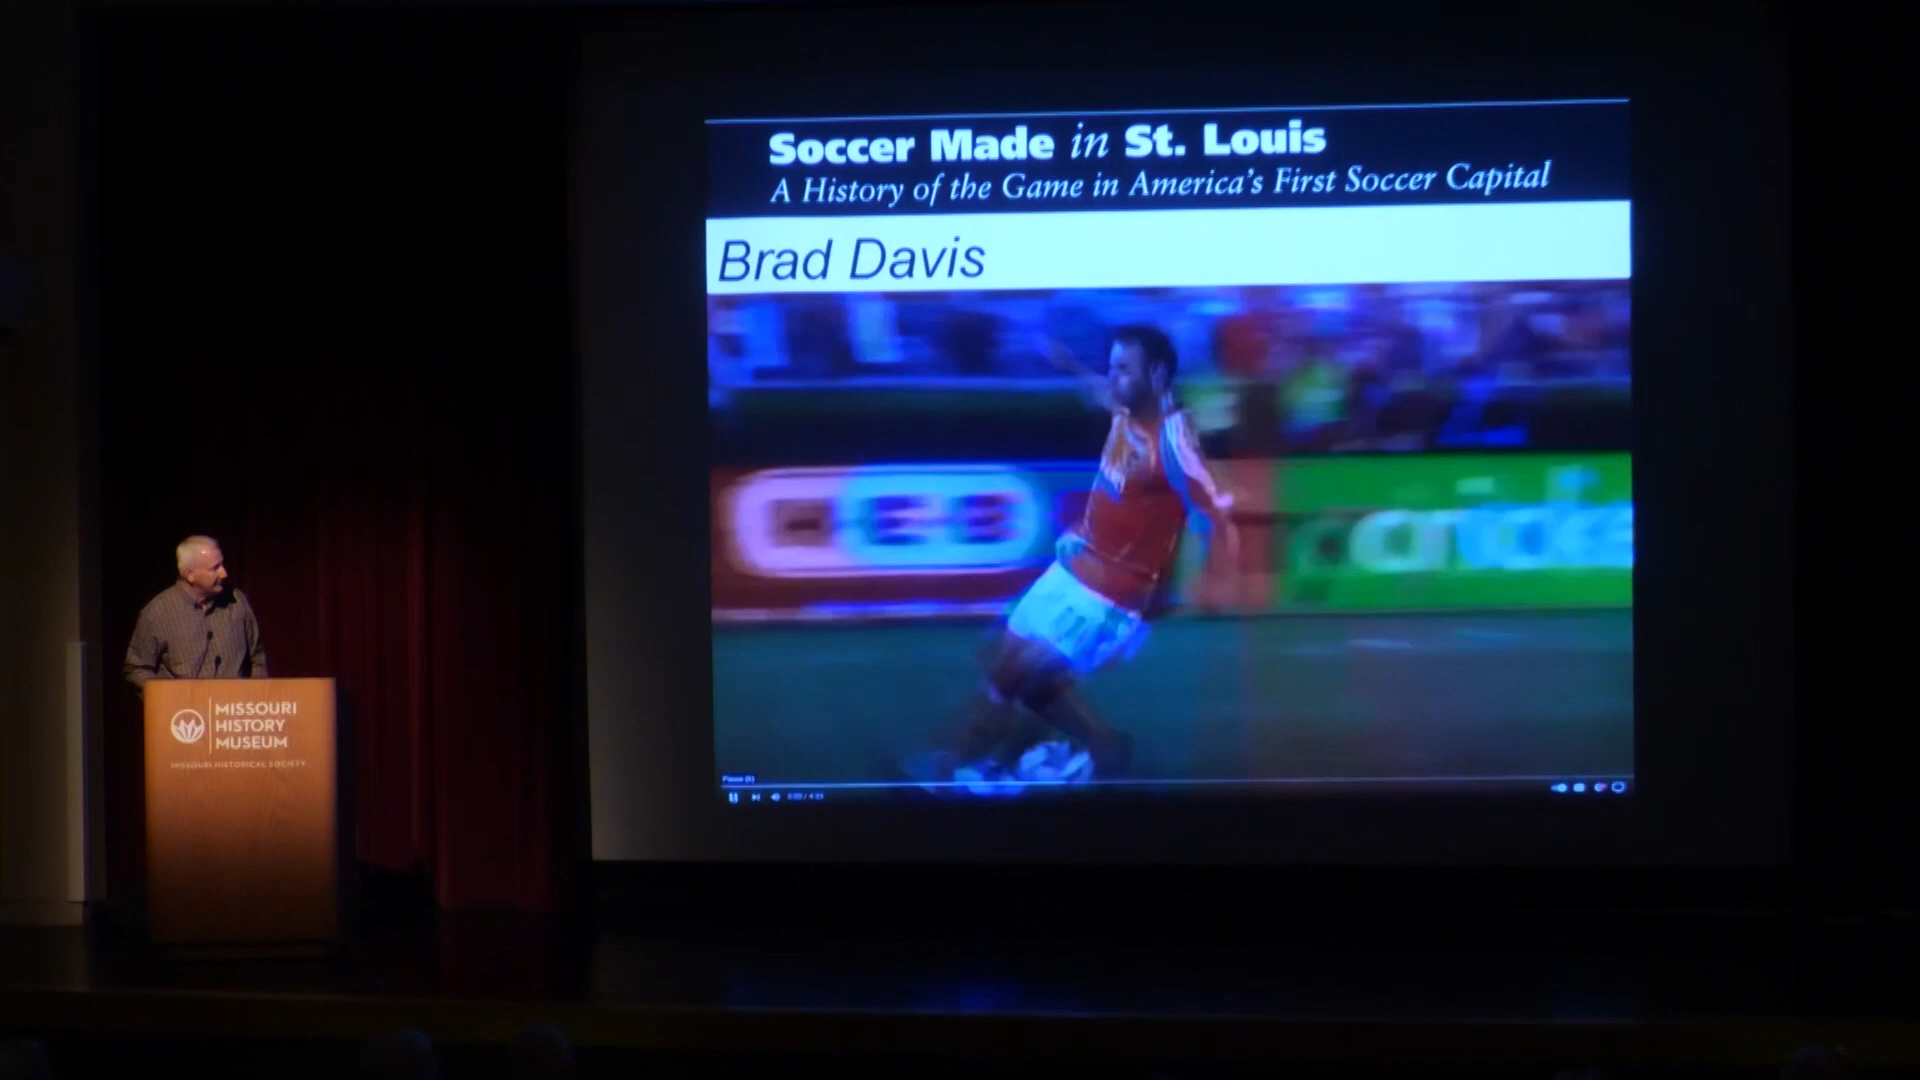 Soccer Made in St. Louis
A History of the Game in America's First Soccer Capital
Brad Davis
MISSOURI
HISTORY
MUSEUM
MISSOURI HISTORICAL SOCIETY